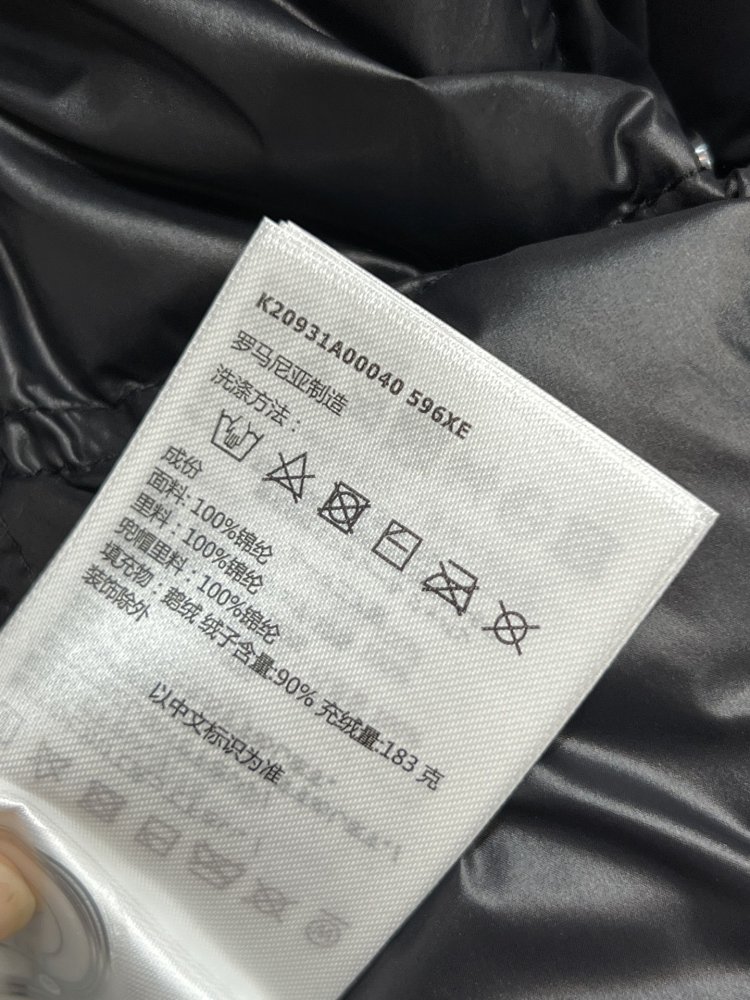 K20931A00040 596XE
罗马尼亚制造
洗涤方法：
成份
面料: 100%锦纶
里料：100%锦纶
兜帽里料：100%锦纶
填充物：鹅绒 绒子含量:90% 充绒量:183 克
装饰除外
以中文标识为准